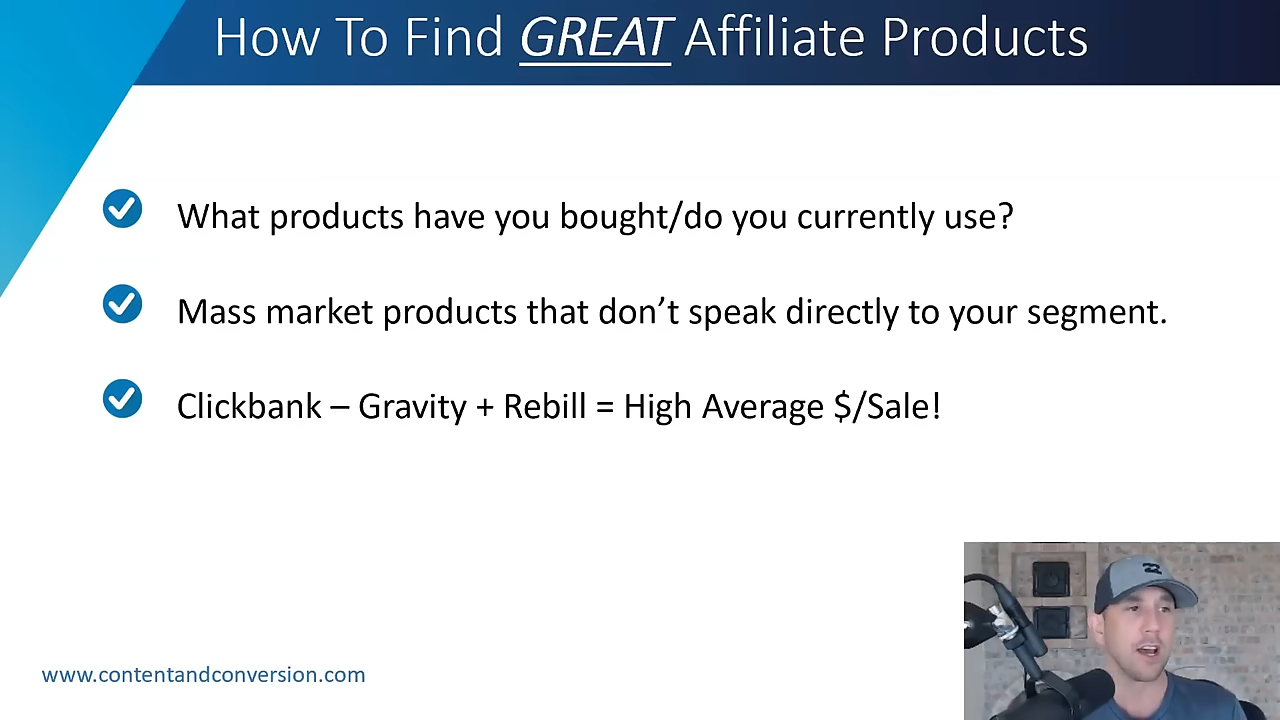 How To Find GREAT Affiliate Products
What products have you bought/do you currently use?
Mass market products that don’t speak directly to your segment.
Clickbank – Gravity + Rebill = High Average $/Sale!
www.contentandconversion.com